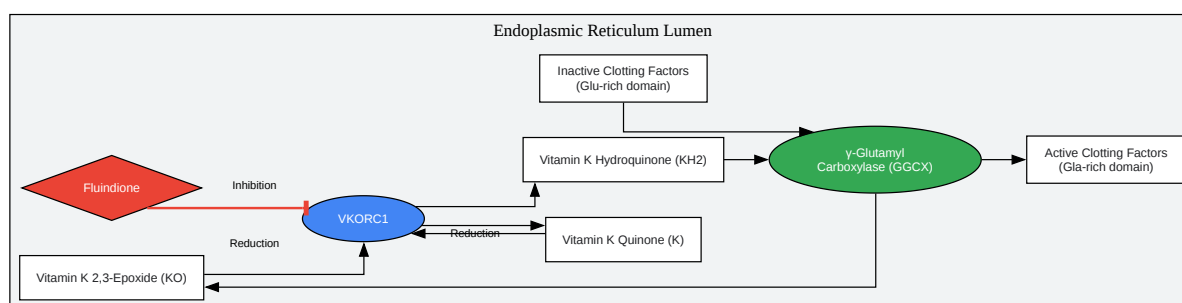 Endoplasmic Reticulum Lumen
Inactive Clotting Factors
(Glu-rich domain)
Vitamin K Hydroquinone (KH2)
γ-Glutamyl
Carboxylase (GGCX)
Active Clotting Factors
(Gla-rich domain)
Fluindione
Inhibition
VKORC1
Reduction
Reduction
Vitamin K Quinone (K)
Vitamin K 2,3-Epoxide (KO)